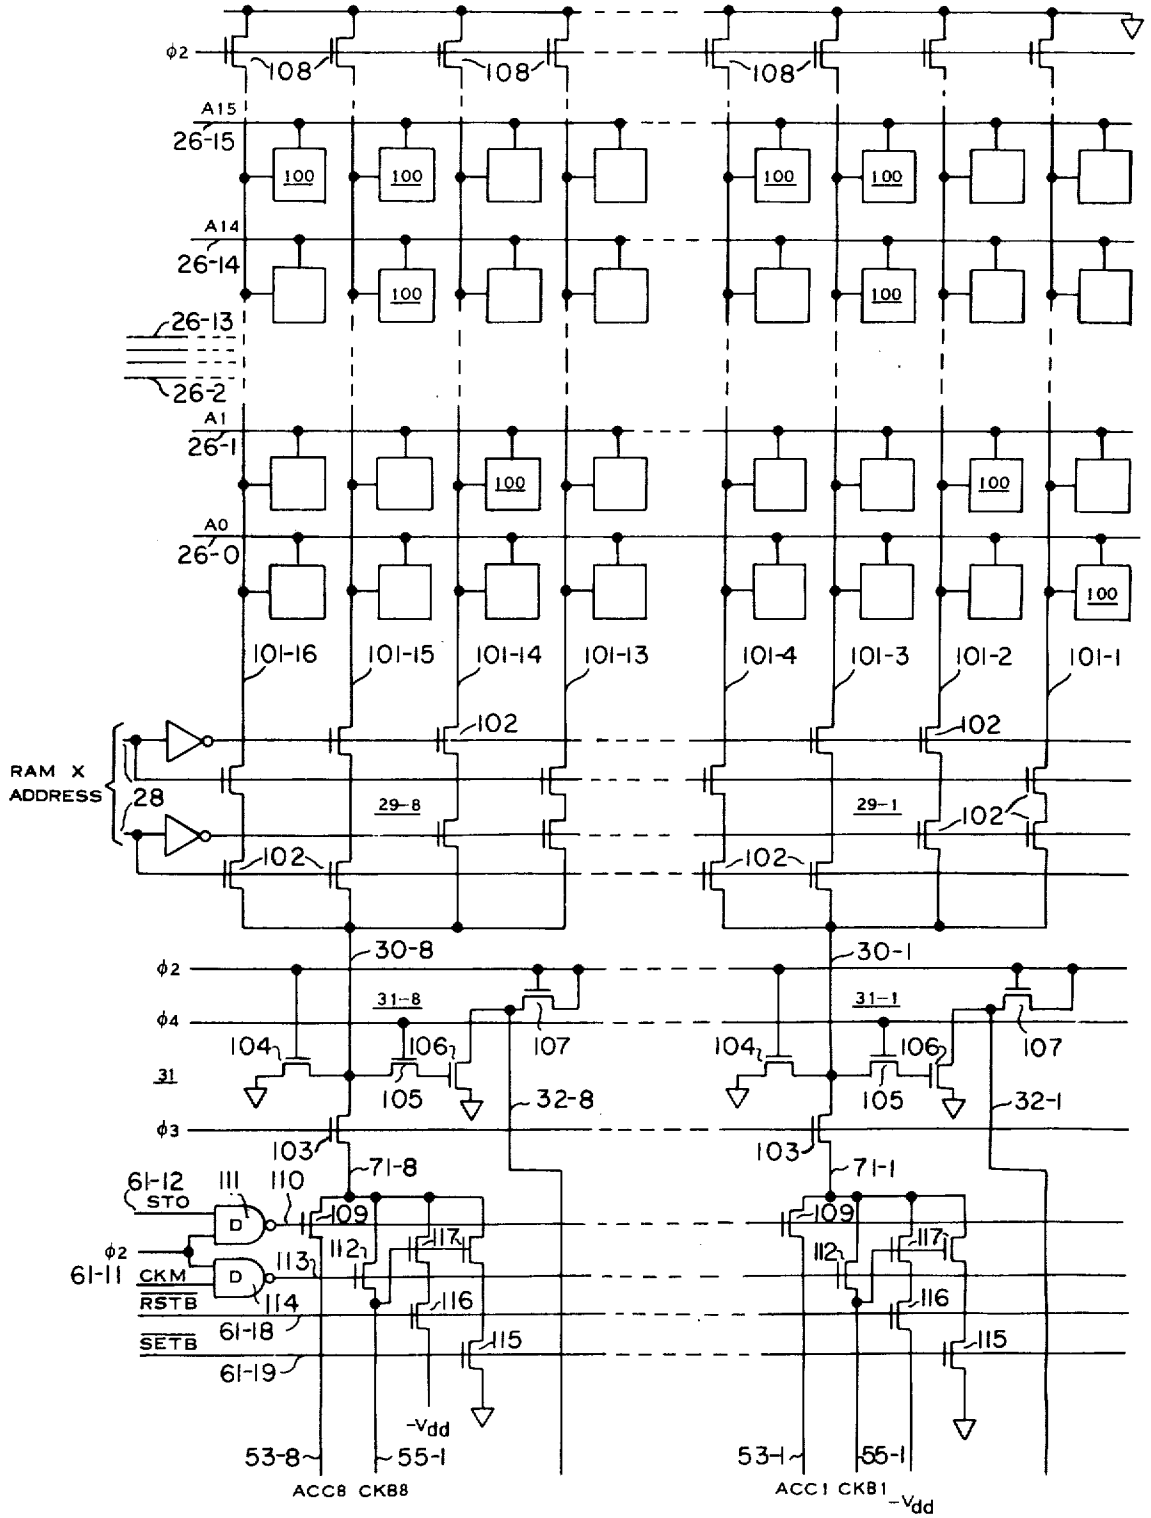 ϕ2
108 108 108 108
A15
26-15
100 100 100 100
A14
26-14
100 100
26-13
26-2
A1
26-1
100 100
A0
26-0
100
101-16 101-15 101-14 101-13 101-4 101-3 101-2 101-1
102 102
RAM X
ADDRESS
28
29-8 29-1
28
102 102 102
102
30-8 30-1
ϕ2
31-8 31-1
ϕ4
104 106 107 104 106 107
31
105 105
32-8 32-1
ϕ3
103 103
71-8 71-1
61-12
STO
111 110
D
109 109
ϕ2
61-11
117 117
112 112
CKM
D
113
114
RSTB
116 116
61-18
SETB
115 115
61-19
-Vdd
53-8 55-1 53-1 55-1
ACC8 CKB8 ACC1 CKB1
-Vdd